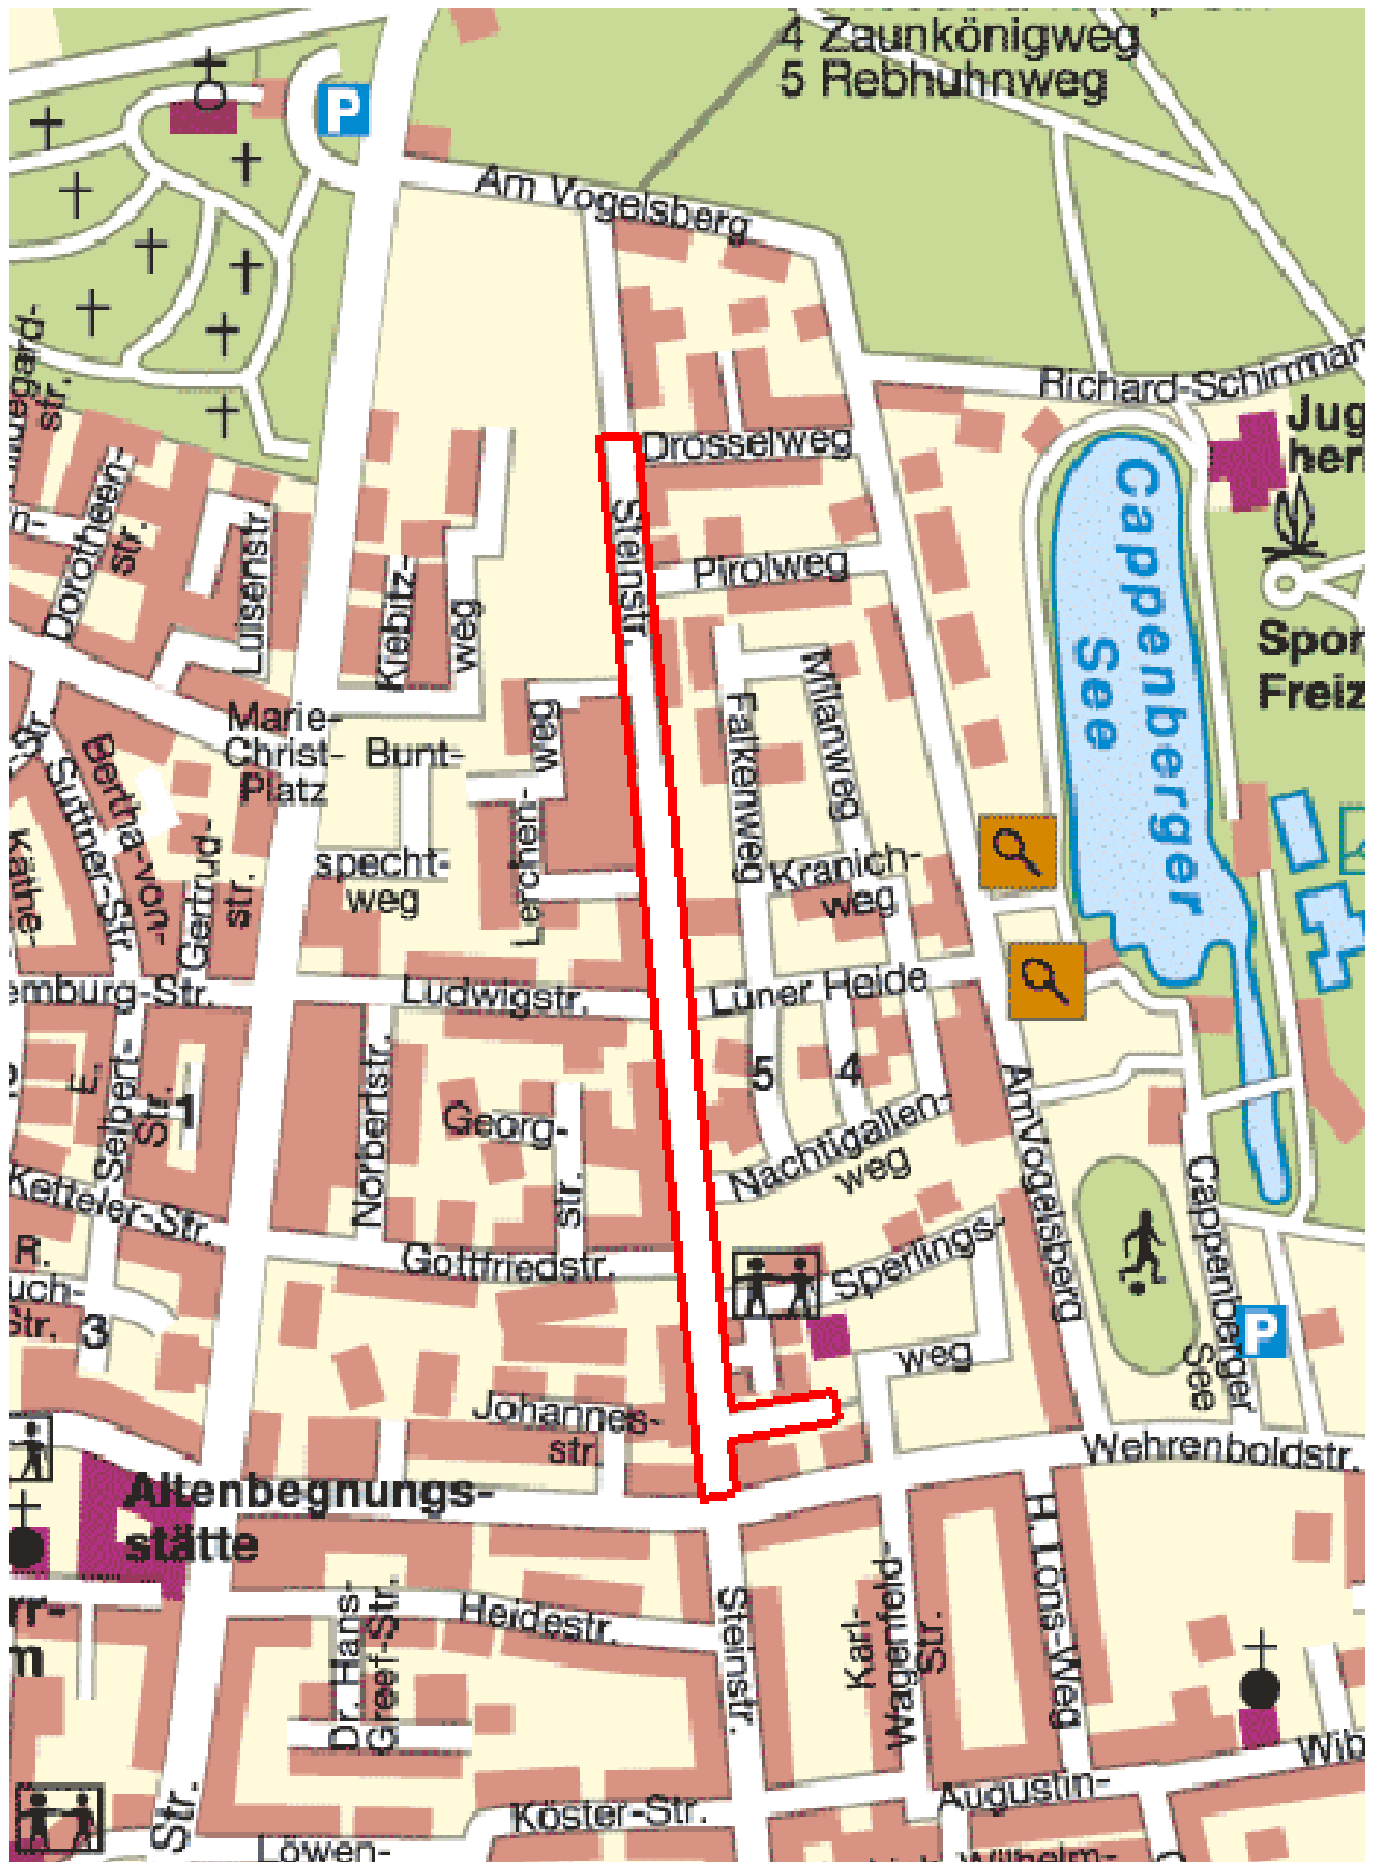 4 Zaunkönigweg
5 Rebhuhnweg
P
Am Vogelsberg
Richard-Schirrman
Jug
her
Drosselweg
Dorotheen-
str.
Luisenstr.
Steinstr.
Pirolweg
Kiebitz-
weg
Cappenberger
See
Spor
Freiz
Marie-
Christ-
Platz
Bunt-
specht-
weg
Lerchen-
weg
Falkenweg
Milanweg
Kranich-
weg
Bertha-von-
Suttner-Str.
Gertrud-
str.
Käthe-
emburg-Str.
Ludwigstr.
Lüner Heide
Norbertstr.
Georg-
str.
5
4
1
Selbert-
Str.
Nachtigallen-
weg
Am Vogelsberg
Ketteler-Str.
Gottfriedstr.
Sperlings-
weg
Cappenberger
See
P
R.
uch-
Str.
3
Johannes-
str.
Wehrenboldstr.
Altenbegnungs-
stätte
Heidestr.
Dr. Hans-
Greef-Str.
Steinstr.
Karl-
Wagenfeld-
Str.
H.Löns-Weg
Wib
Augustin-
Köster-Str.
Str.
Löwen-
Wilhelm-